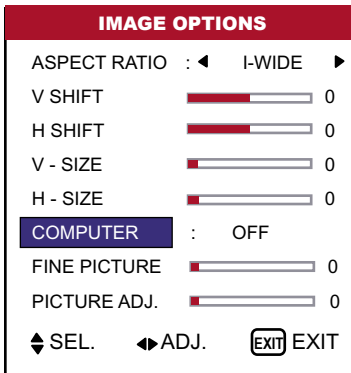 IMAGE OPTIONS
ASPECT RATIO : I-WIDE
V SHIFT 0
H SHIFT 0
V - SIZE 0
H - SIZE 0
COMPUTER : OFF
FINE PICTURE 0
PICTURE ADJ. 0
SEL. ADJ. EXIT EXIT